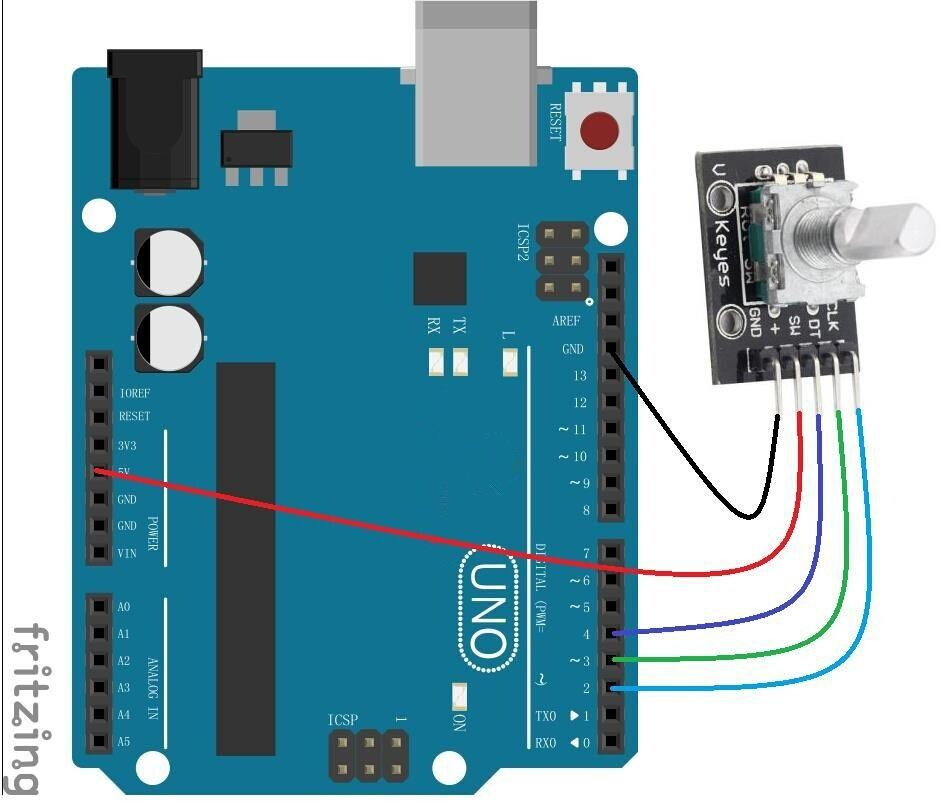 RESET
ICSP2
AREF
GND
13
12
~ 11
~ 10
~ 9
8
RX
TX
L
IOREF
RESET
3V3
5V
GND
GND
VIN
POWER
A0
A1
A2
A3
A4
A5
ANALOG IN
7
~ 6
~ 5
4
~ 3
2
TX0 ▶ 1
RX0 ◀ 0
DIGITAL (PWM= ~)
UNO
ON
ICSP
1
Keyes
GND
+
SW
DT
CLK
fritzing